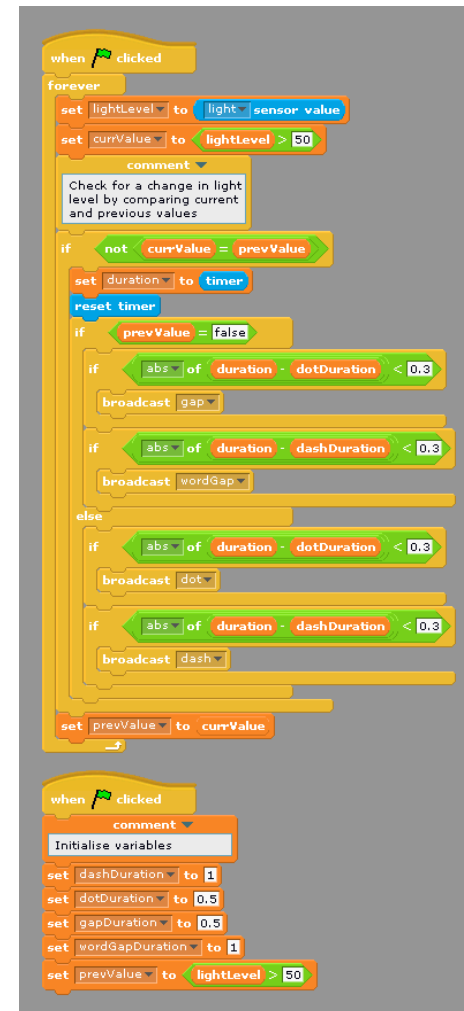 when clicked
forever
set lightLevel to light sensor value
set currValue to lightLevel > 50
comment
Check for a change in light
level by comparing current
and previous values
if not currValue = prevValue
set duration to timer
reset timer
if prevValue = false
if abs of duration - dotDuration < 0.3
broadcast gap
if abs of duration - dashDuration < 0.3
broadcast wordGap
else
if abs of duration - dotDuration < 0.3
broadcast dot
if abs of duration - dashDuration < 0.3
broadcast dash
set prevValue to currValue
when clicked
comment
Initialise variables
set dashDuration to 1
set dotDuration to 0.5
set gapDuration to 0.5
set wordGapDuration to 1
set prevValue to lightLevel > 50